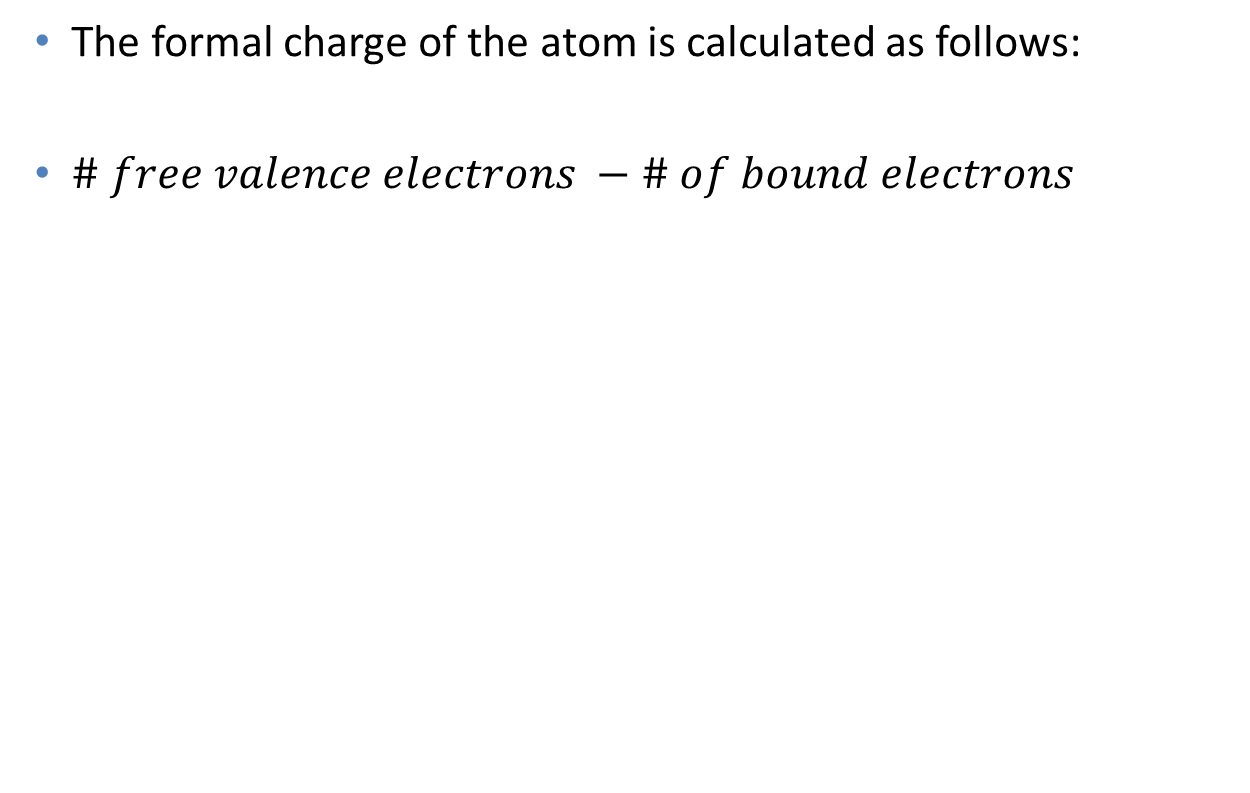 • The formal charge of the atom is calculated as follows:
• # free valence electrons − # of bound electrons